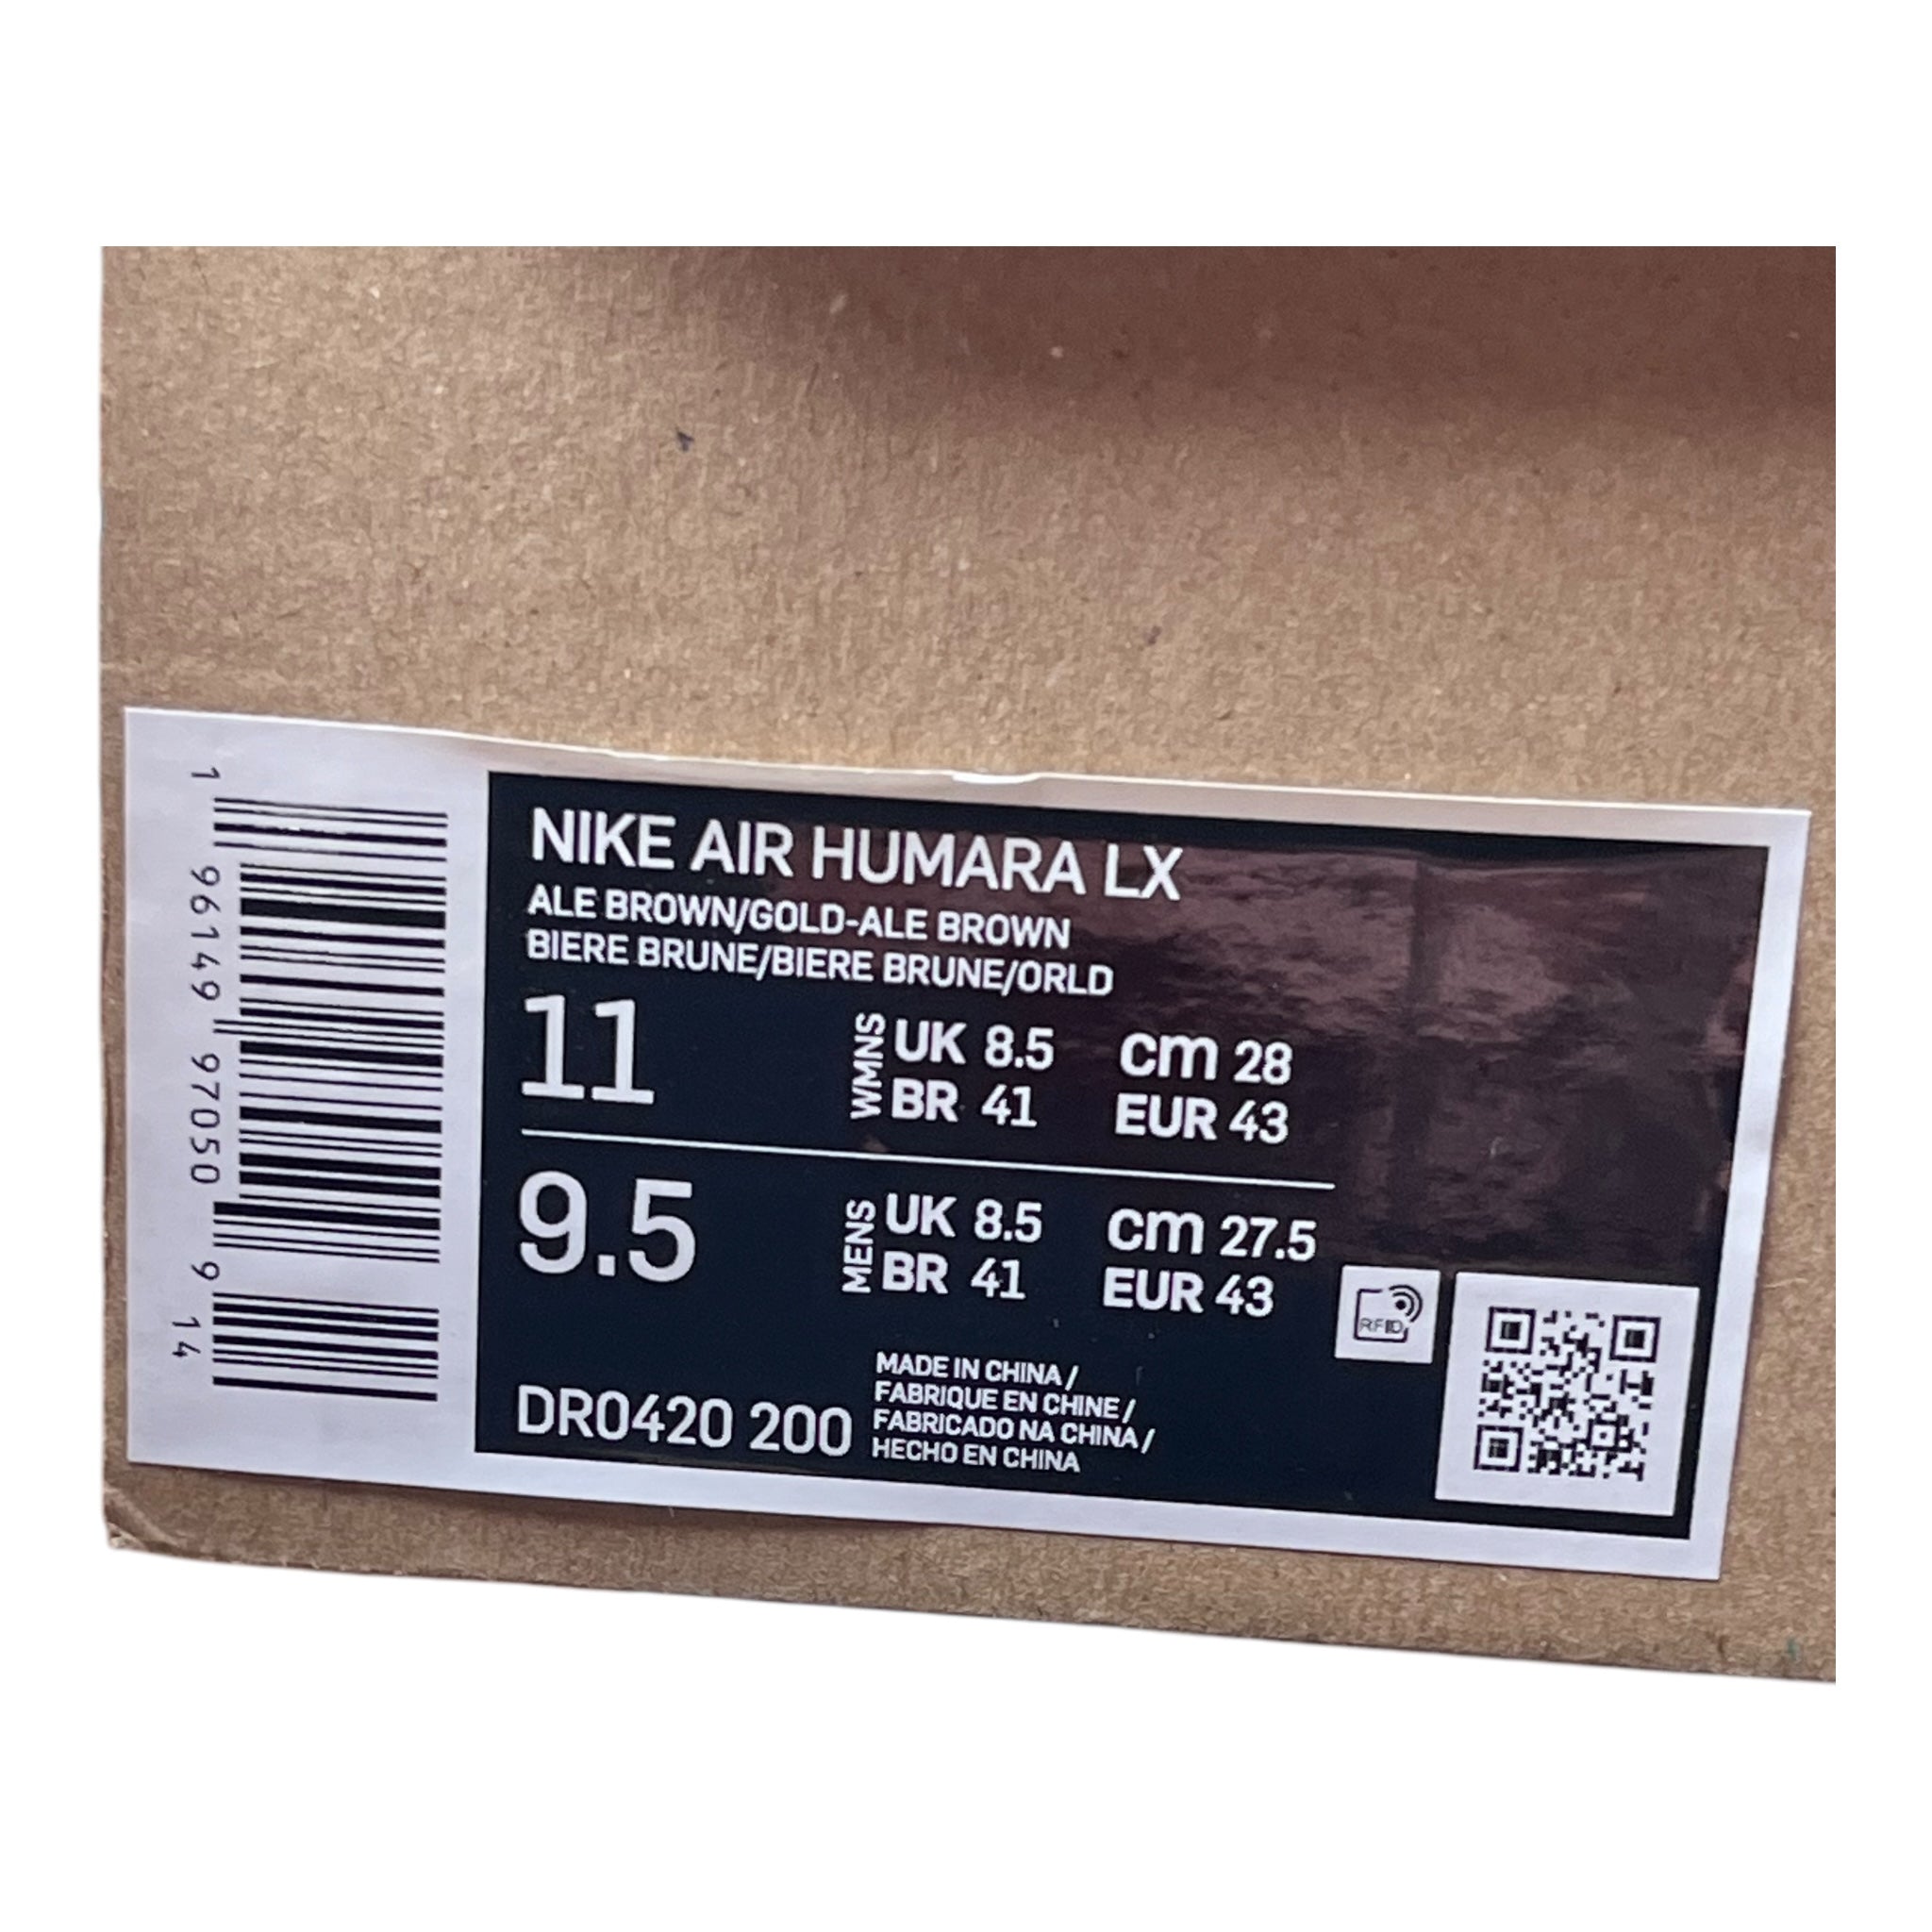 NIKE AIR HUMARA LX
ALE BROWN/GOLD-ALE BROWN
BIERE BRUNE/BIERE BRUNE/ORLD
11
WMNS
UK 8.5 cm 28
BR 41 EUR 43
9.5
MENS
UK 8.5 cm 27.5
BR 41 EUR 43
DR0420 200
MADE IN CHINA /
FABRIQUE EN CHINE /
FABRICADO NA CHINA /
HECHO EN CHINA
RFID
1 96149 97050 9 14